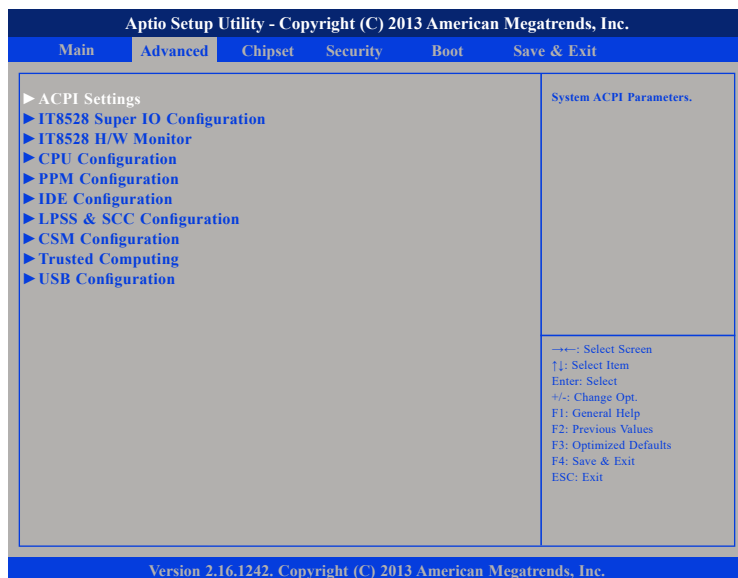 Aptio Setup Utility - Copyright (C) 2013 American Megatrends, Inc.
Main Advanced Chipset Security Boot Save & Exit
►ACPI Settings
►IT8528 Super IO Configuration
►IT8528 H/W Monitor
►CPU Configuration
►PPM Configuration
►IDE Configuration
►LPSS & SCC Configuration
►CSM Configuration
►Trusted Computing
►USB Configuration
System ACPI Parameters.
→←: Select Screen
↑↓: Select Item
Enter: Select
+/-: Change Opt.
F1: General Help
F2: Previous Values
F3: Optimized Defaults
F4: Save & Exit
ESC: Exit
Version 2.16.1242. Copyright (C) 2013 American Megatrends, Inc.